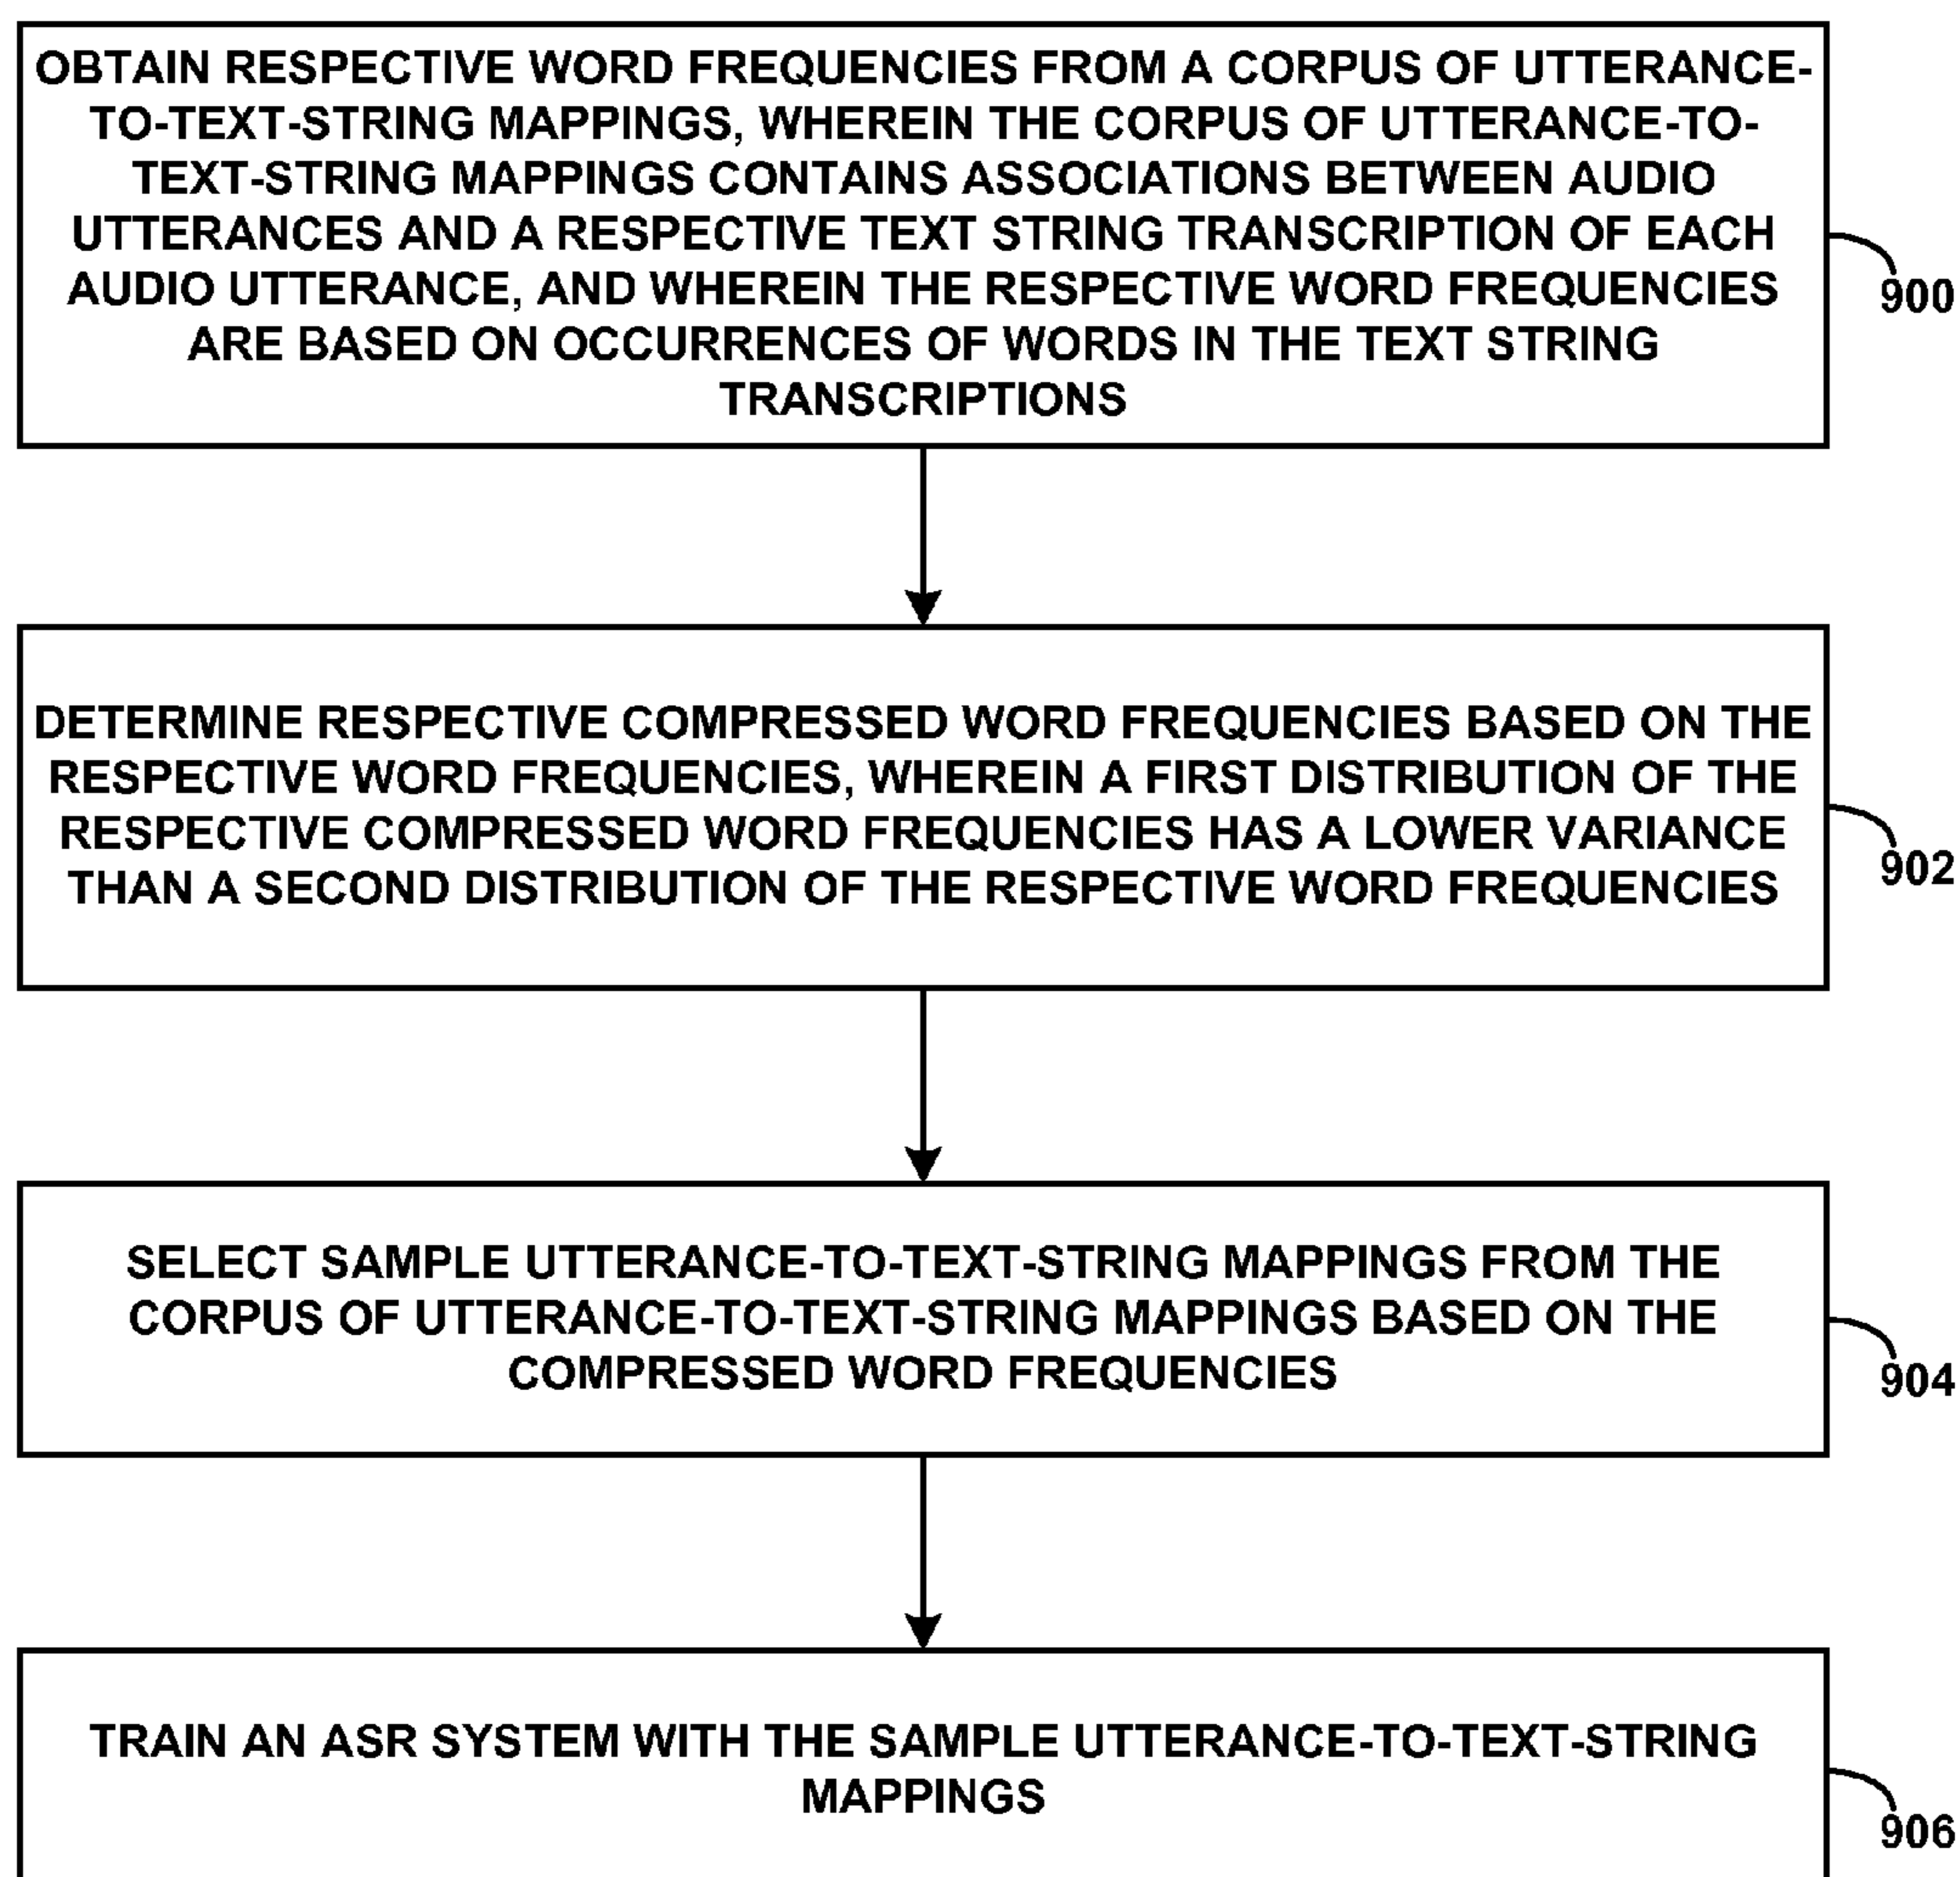 OBTAIN RESPECTIVE WORD FREQUENCIES FROM A CORPUS OF UTTERANCE-
TO-TEXT-STRING MAPPINGS, WHEREIN THE CORPUS OF UTTERANCE-TO-
TEXT-STRING MAPPINGS CONTAINS ASSOCIATIONS BETWEEN AUDIO
UTTERANCES AND A RESPECTIVE TEXT STRING TRANSCRIPTION OF EACH
AUDIO UTTERANCE, AND WHEREIN THE RESPECTIVE WORD FREQUENCIES
ARE BASED ON OCCURRENCES OF WORDS IN THE TEXT STRING
TRANSCRIPTIONS
900
DETERMINE RESPECTIVE COMPRESSED WORD FREQUENCIES BASED ON THE
RESPECTIVE WORD FREQUENCIES, WHEREIN A FIRST DISTRIBUTION OF THE
RESPECTIVE COMPRESSED WORD FREQUENCIES HAS A LOWER VARIANCE
THAN A SECOND DISTRIBUTION OF THE RESPECTIVE WORD FREQUENCIES
902
SELECT SAMPLE UTTERANCE-TO-TEXT-STRING MAPPINGS FROM THE
CORPUS OF UTTERANCE-TO-TEXT-STRING MAPPINGS BASED ON THE
COMPRESSED WORD FREQUENCIES
904
TRAIN AN ASR SYSTEM WITH THE SAMPLE UTTERANCE-TO-TEXT-STRING
MAPPINGS
906